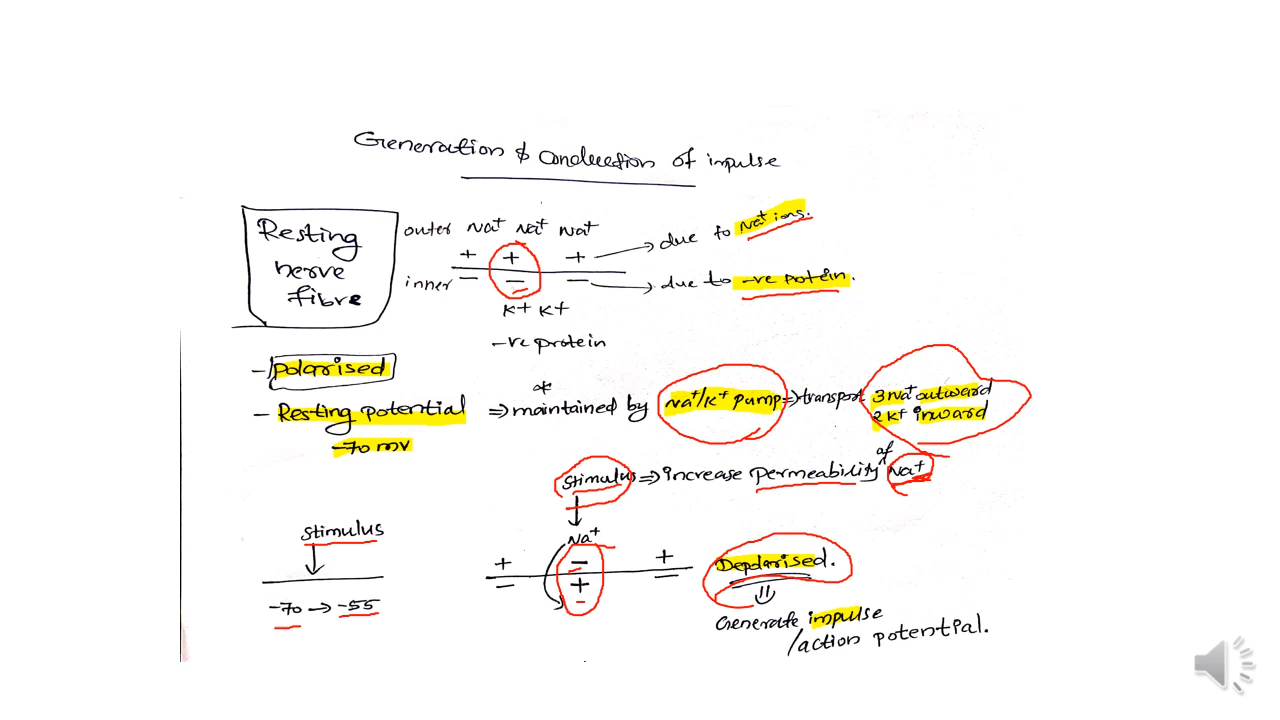 Generation & Conduction of impulse
Resting
nerve
fibre
outer Na+ Na+ Na+
+ + + → due to Na+ ions.
inner − − − → due to -ve protein.
K+ K+
-ve protein
- Polarised
- Resting potential ⇒ maintained by Na+/K+ pump ⇒ transport 3 Na+ outward
2 K+ inward
-70 mv
Stimulus ⇒ increase permeability of Na+
Stimulus
Na+
+ − +
− + −
-70 → -55
Depolarised.
Generate impulse
/action potential.